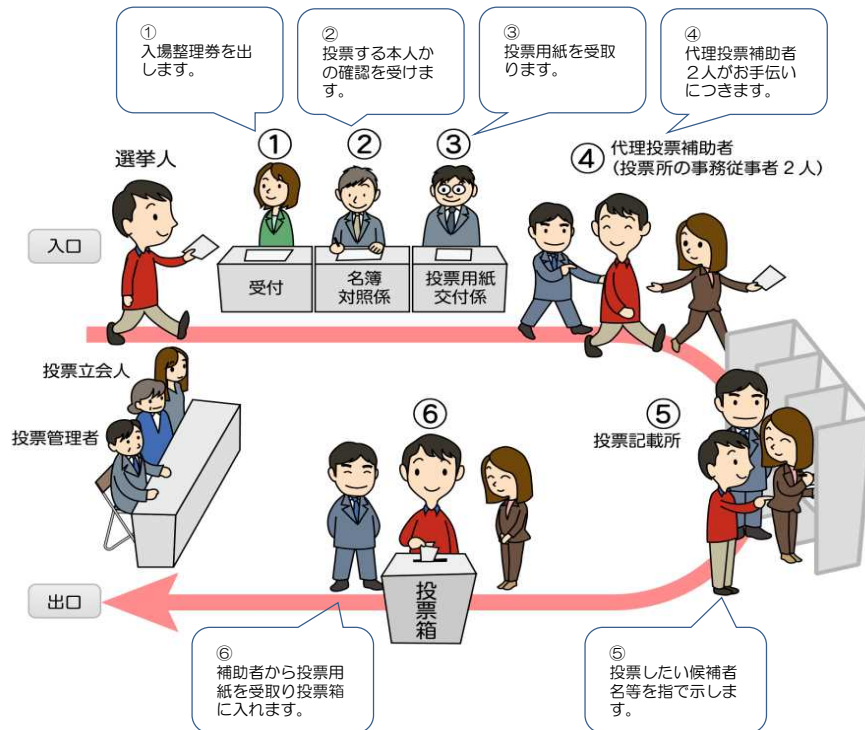 ①
入場整理券を出
します。
②
投票する本人か
の確認を受けま
す。
③
投票用紙を受取
ります。
④
代理投票補助者
２人がお手伝い
につきます。
選挙人
①
②
③
④
代理投票補助者
（投票所の事務従事者２人）
入口
受付
名簿
対照係
投票用紙
交付係
投票立会人
投票管理者
⑥
⑤
投票記載所
出口
投票箱
⑥
補助者から投票用
紙を受取り投票箱
に入れます。
⑤
投票したい候補者
名等を指で示しま
す。